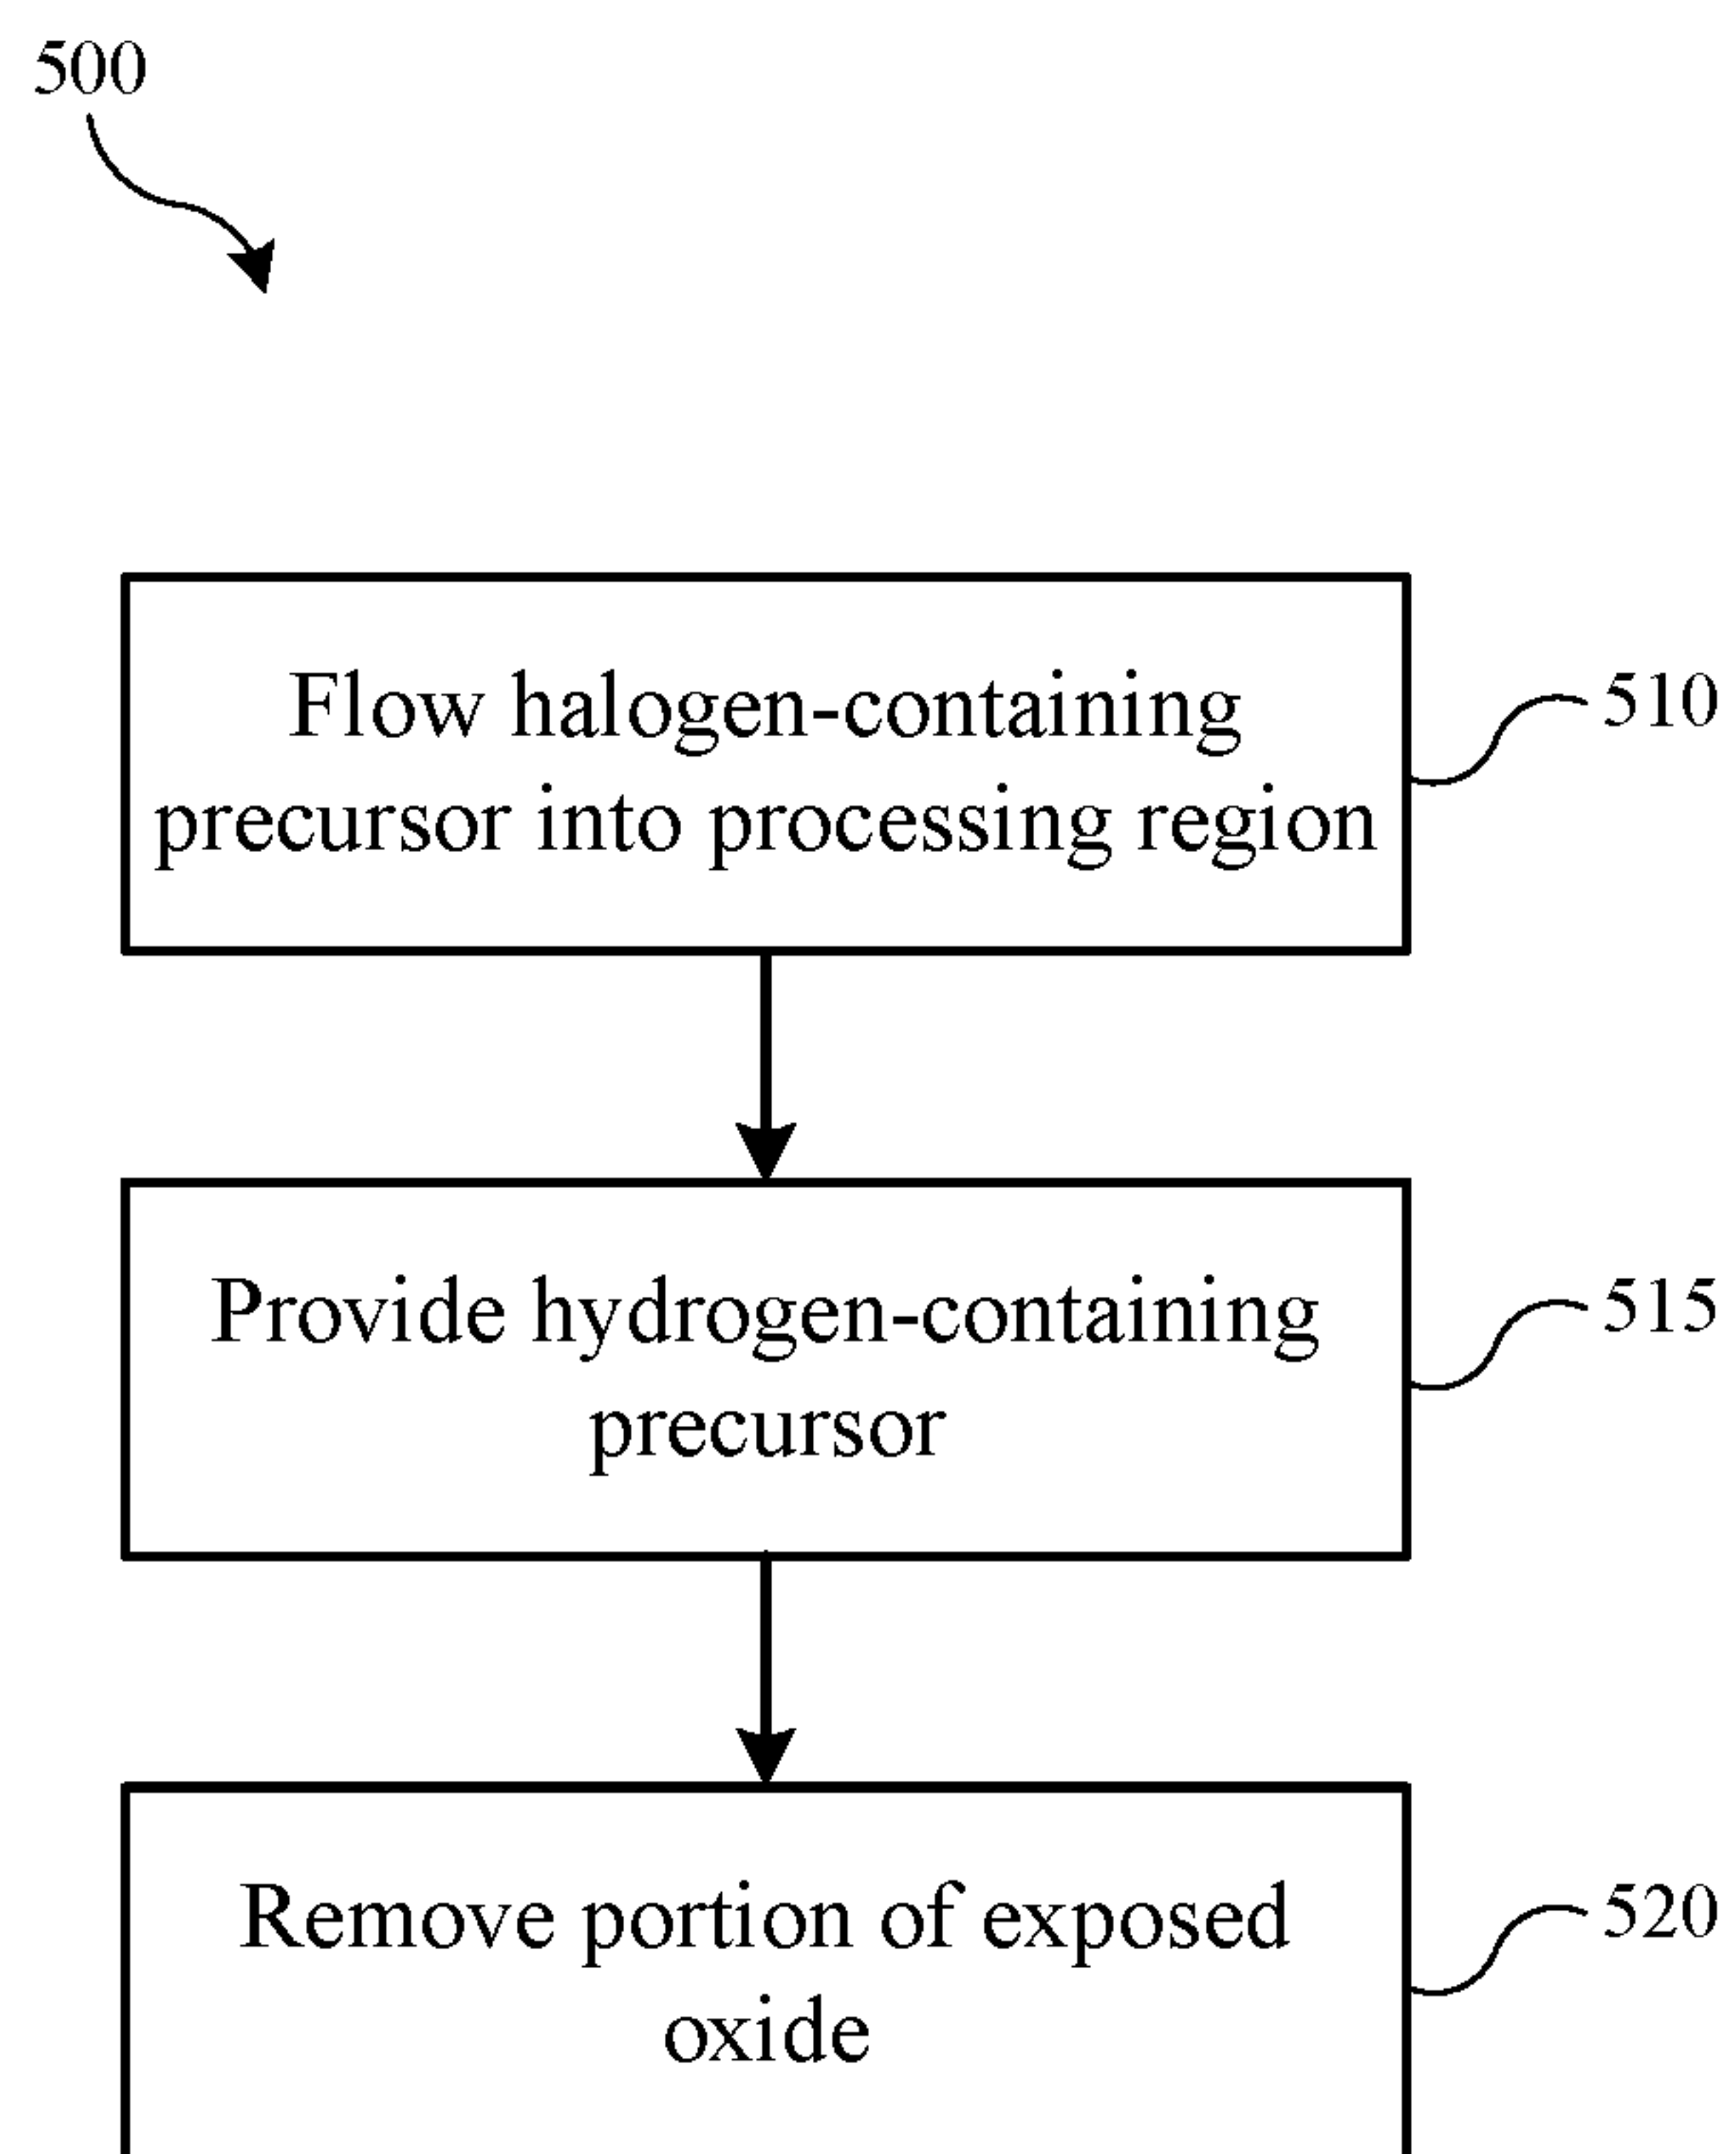 500
Flow halogen-containing
precursor into processing region
510
Provide hydrogen-containing
precursor
515
Remove portion of exposed
oxide
520